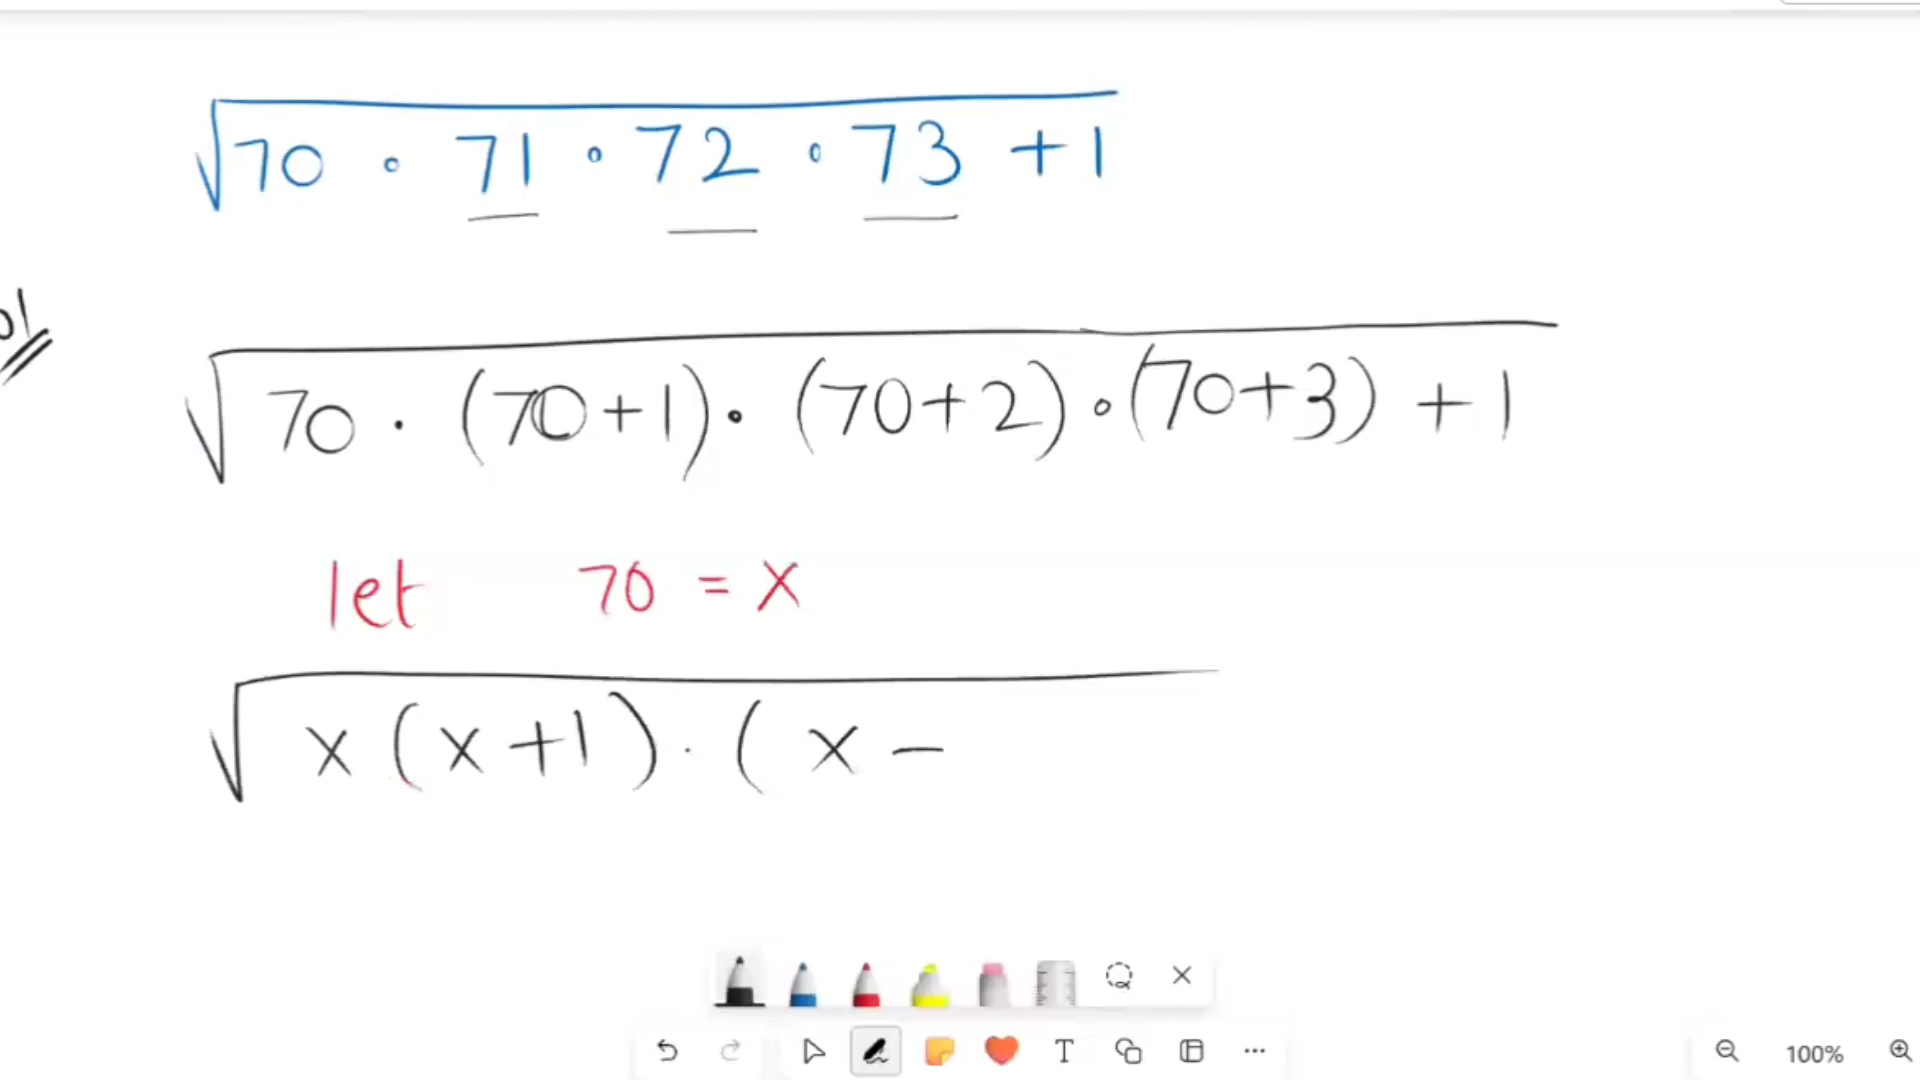 √70 ∘ 71 ∘ 72 ∘ 73 +1
√70 · (70+1) · (70+2) ∘ (70+3) + 1
let 70 = x
√x(x+1) · ( x −
T
100%